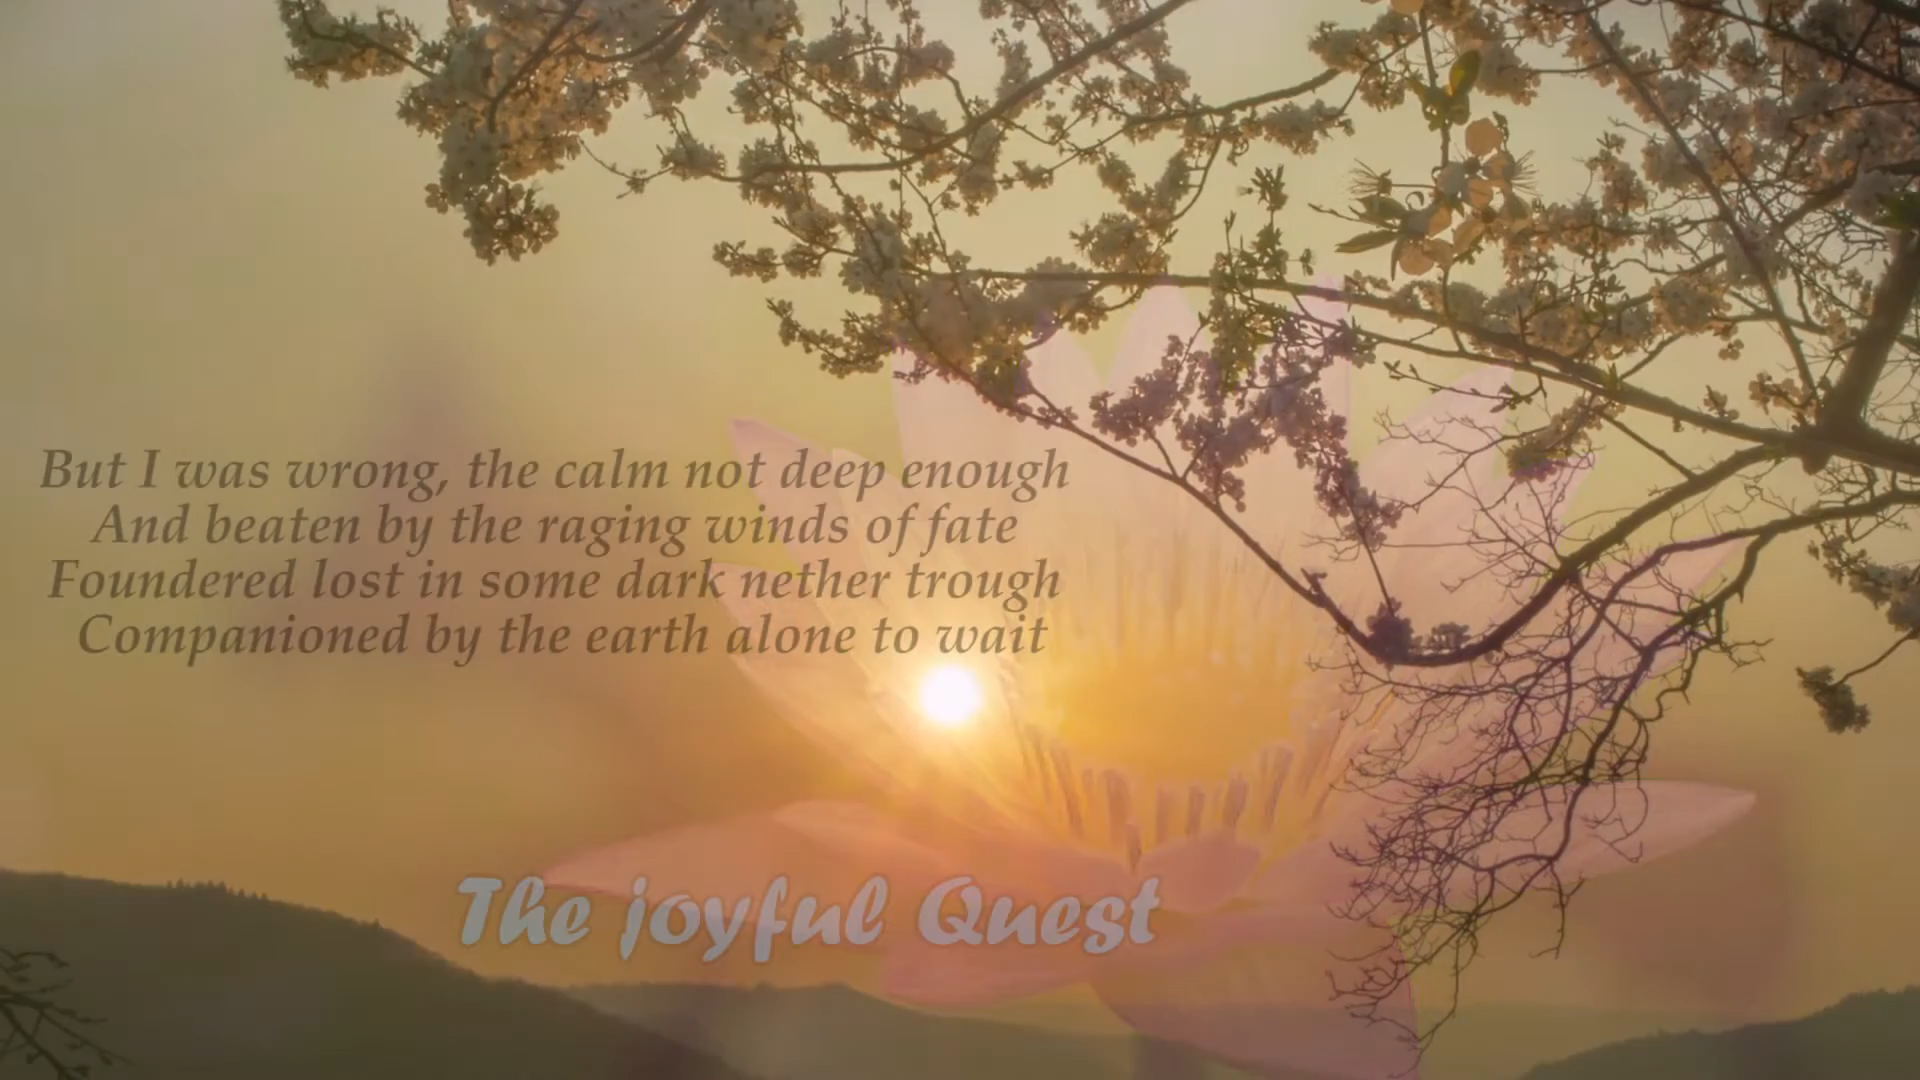 But I was wrong, the calm not deep enough
And beaten by the raging winds of fate
Foundered lost in some dark nether trough
Companioned by the earth alone to wait
The joyful Quest